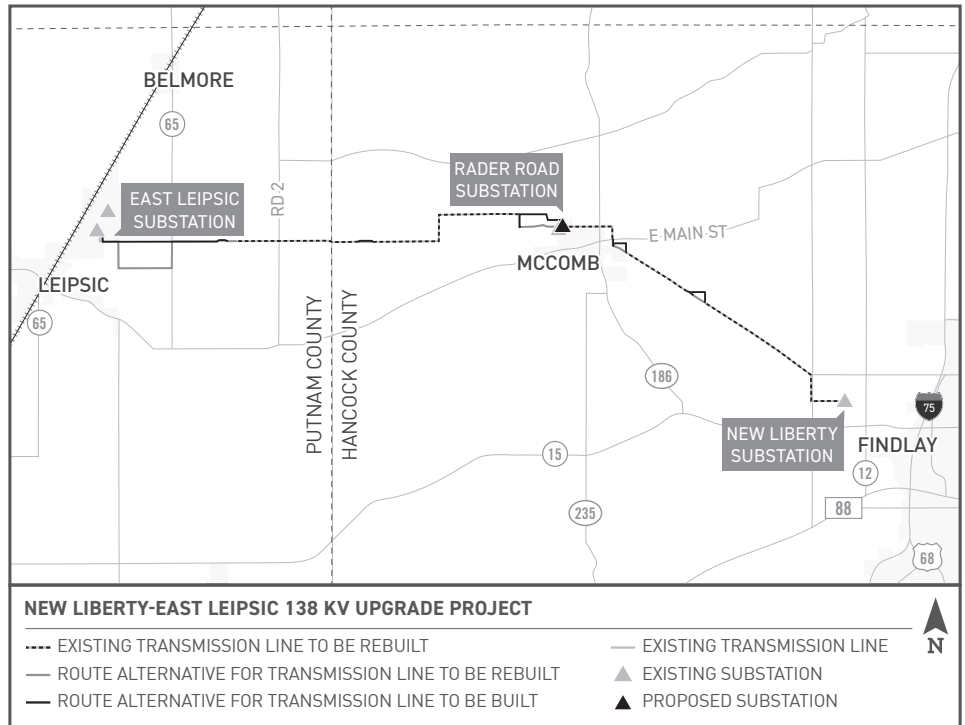 BELMORE
65
RD 2
EAST LEIPSIC
SUBSTATION
RADER ROAD
SUBSTATION
E MAIN ST
MCCOMB
LEIPSIC
65
PUTNAM COUNTY
HANCOCK COUNTY
186
75
NEW LIBERTY
SUBSTATION
FINDLAY
15
12
235
88
68
NEW LIBERTY-EAST LEIPSIC 138 KV UPGRADE PROJECT
EXISTING TRANSMISSION LINE TO BE REBUILT
ROUTE ALTERNATIVE FOR TRANSMISSION LINE TO BE REBUILT
ROUTE ALTERNATIVE FOR TRANSMISSION LINE TO BE BUILT
EXISTING TRANSMISSION LINE
EXISTING SUBSTATION
PROPOSED SUBSTATION
N